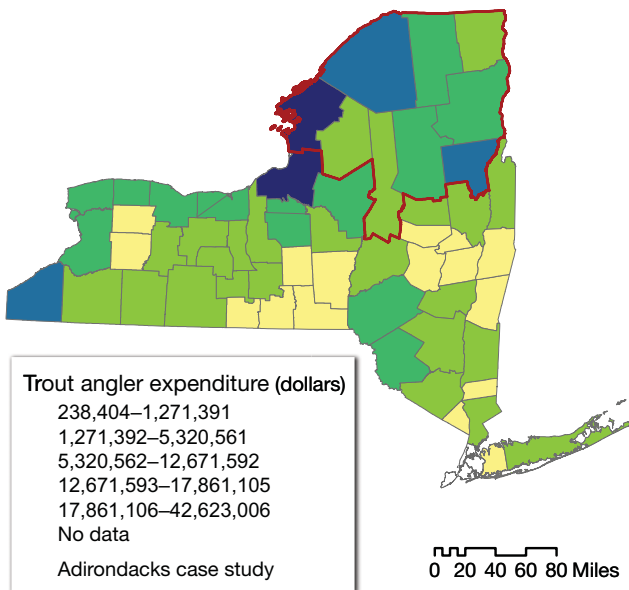 Trout angler expenditure (dollars)
238,404–1,271,391
1,271,392–5,320,561
5,320,562–12,671,592
12,671,593–17,861,105
17,861,106–42,623,006
No data
Adirondacks case study
0 20 40 60 80 Miles